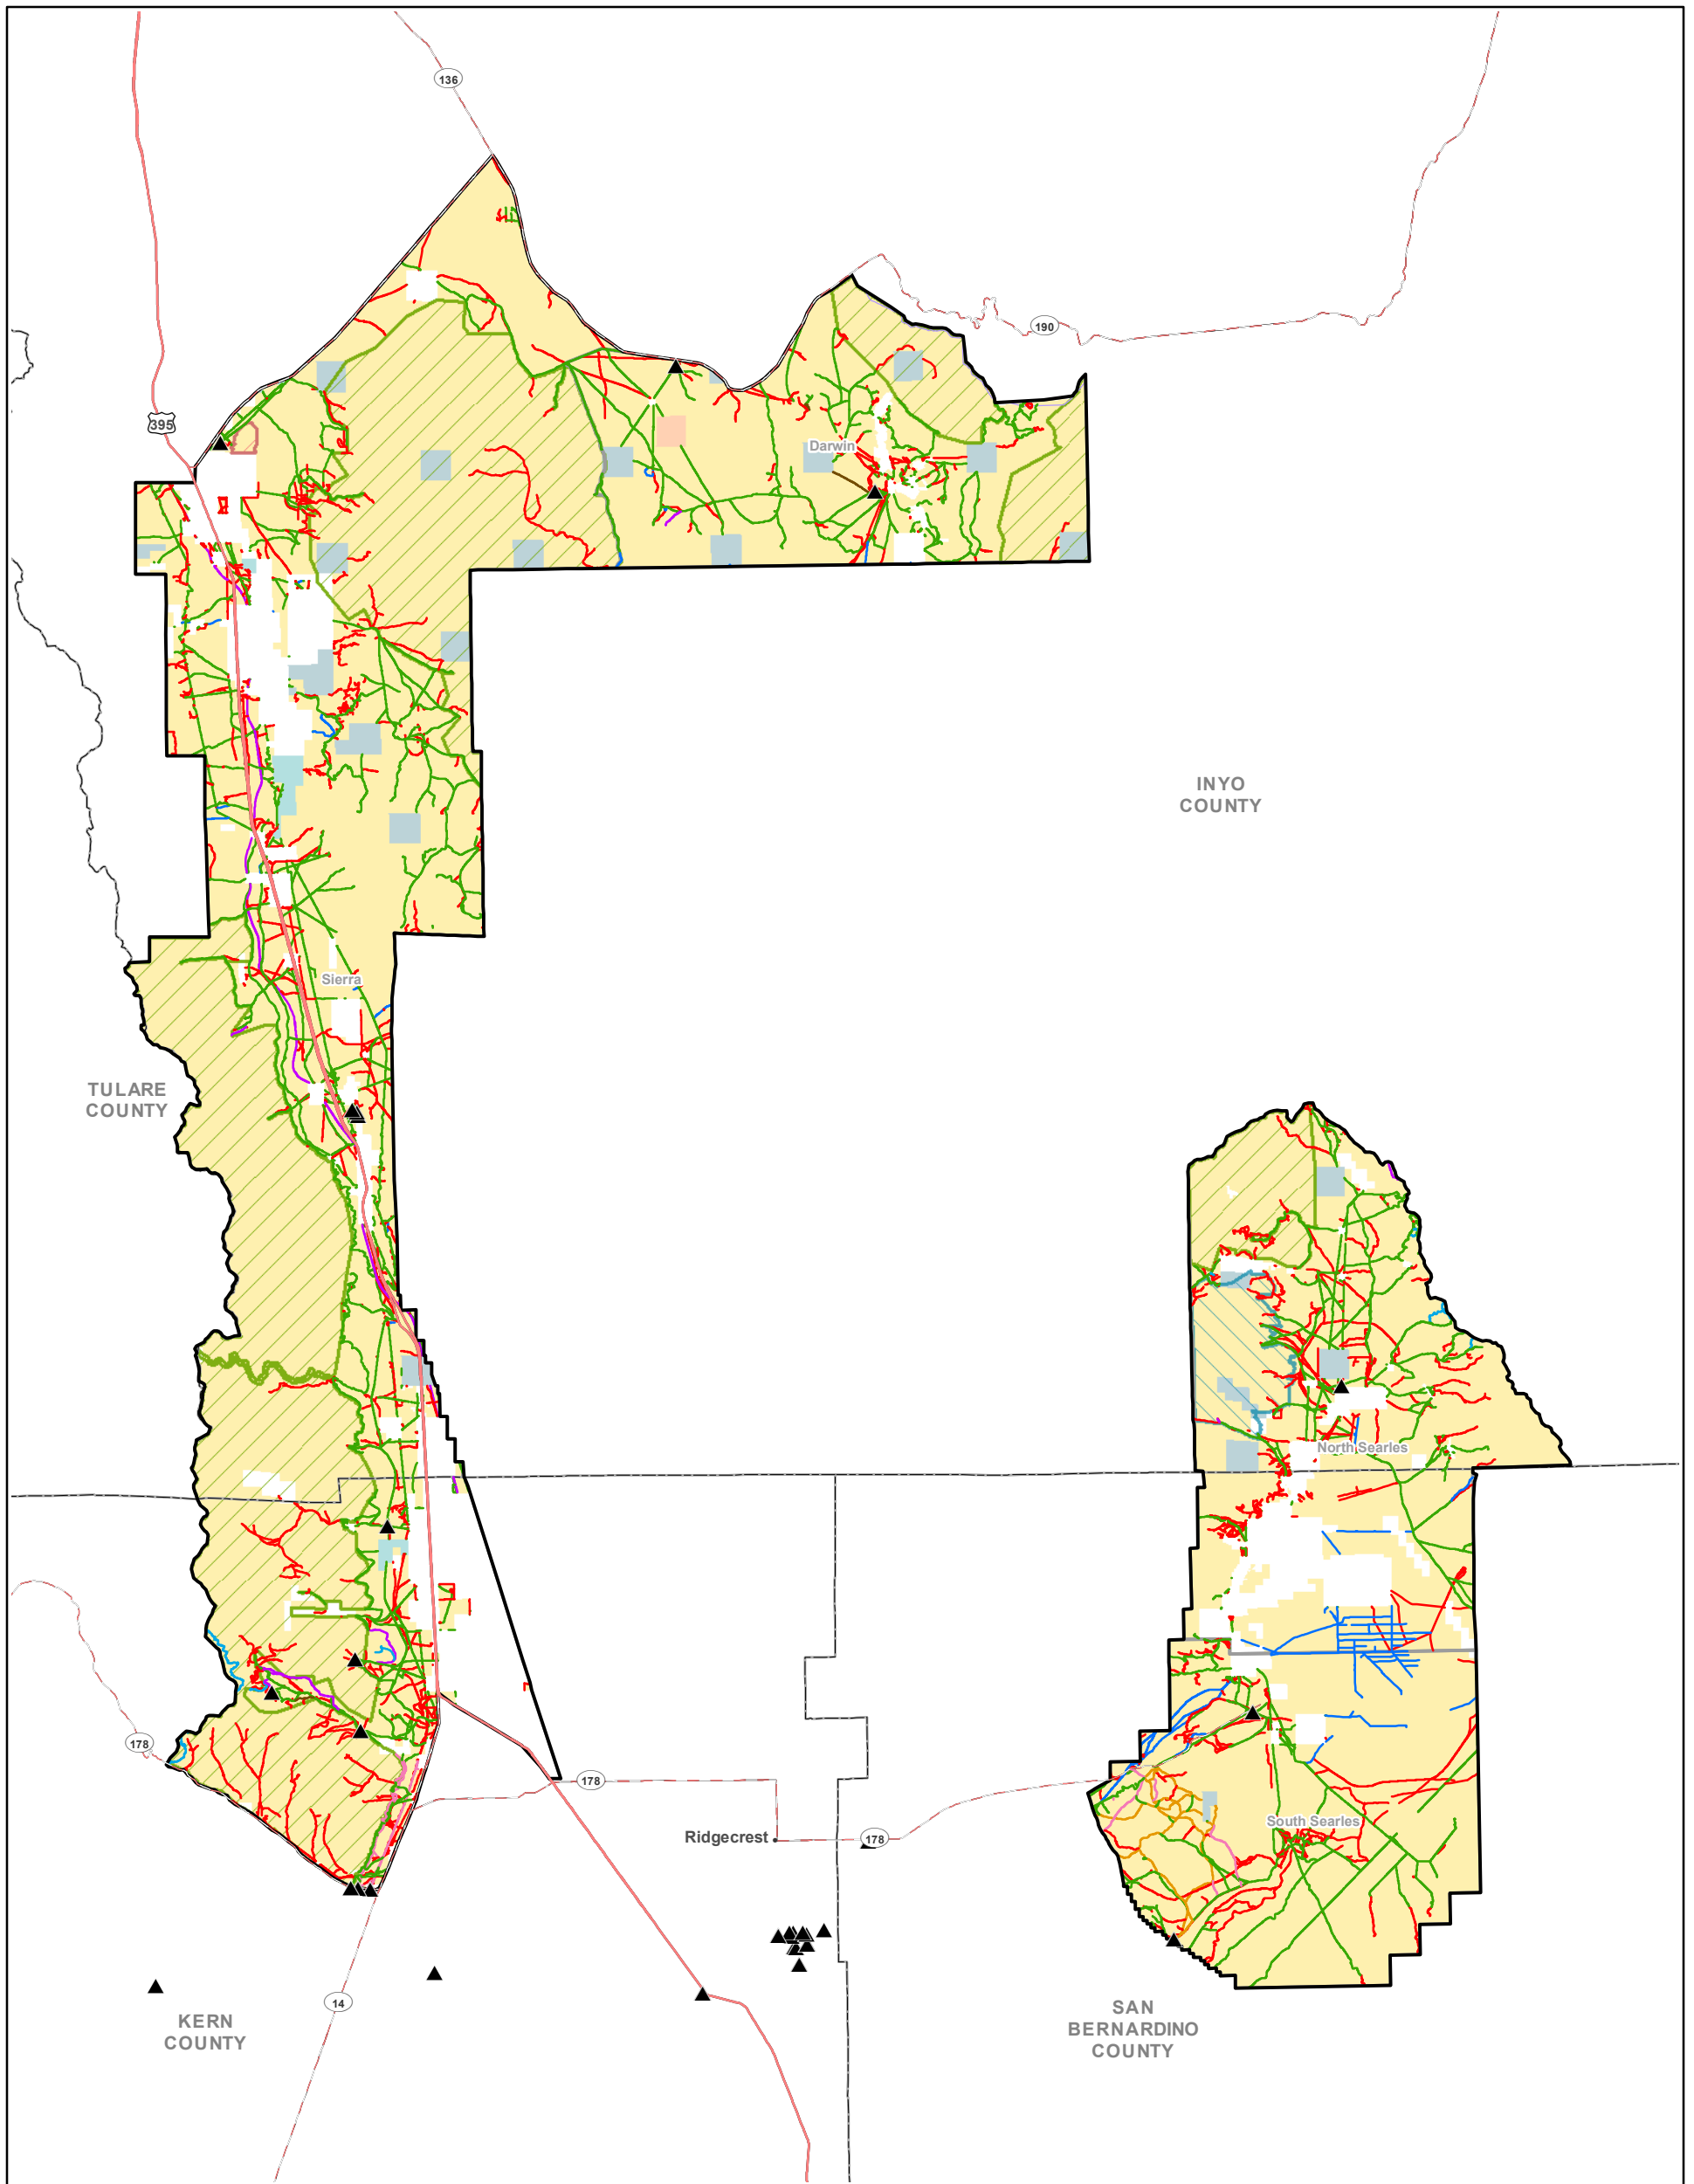 136
190
395
Darwin
INYO
COUNTY
Sierra
TULARE
COUNTY
North Searles
178
178
Ridgecrest
178
South Searles
14
KERN
COUNTY
SAN
BERNARDINO
COUNTY